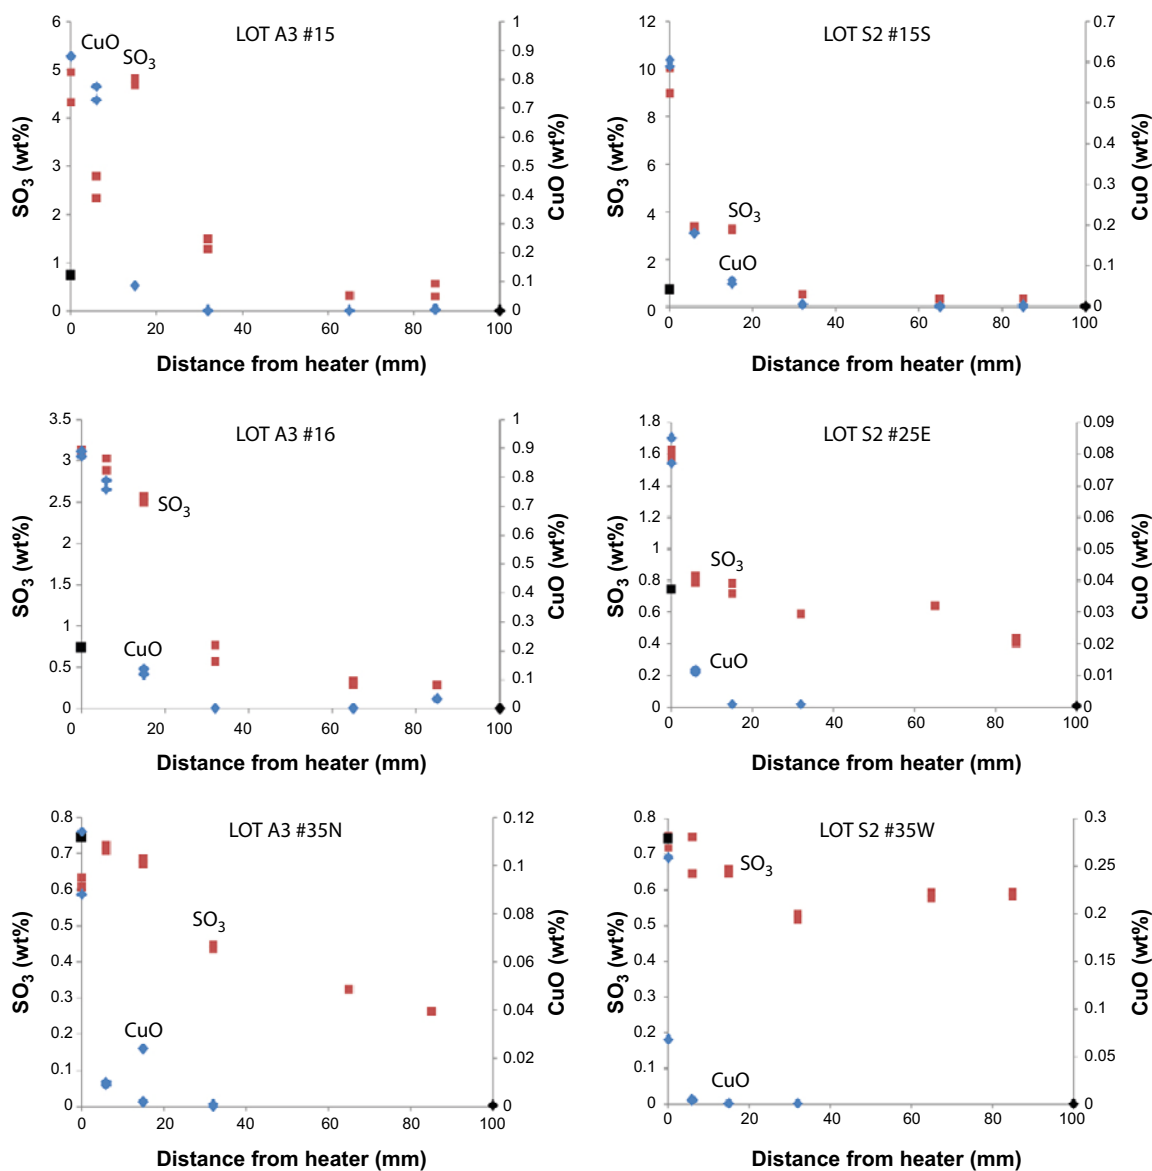 LOT A3 #15
6
5
4
3
2
1
0
SO3 (wt%)
CuO
SO3
1
0.9
0.8
0.7
0.6
0.5
0.4
0.3
0.2
0.1
0
CuO (wt%)
0 20 40 60 80 100
Distance from heater (mm)
LOT S2 #15S
12
10
8
6
4
2
0
SO3 (wt%)
SO3
CuO
0.7
0.6
0.5
0.4
0.3
0.2
0.1
0
CuO (wt%)
0 20 40 60 80 100
Distance from heater (mm)
LOT A3 #16
3.5
3
2.5
2
1.5
1
0.5
0
SO3 (wt%)
SO3
CuO
1
0.9
0.8
0.7
0.6
0.5
0.4
0.3
0.2
0.1
0
CuO (wt%)
0 20 40 60 80 100
Distance from heater (mm)
LOT S2 #25E
1.8
1.6
1.4
1.2
1
0.8
0.6
0.4
0.2
0
SO3 (wt%)
SO3
CuO
0.09
0.08
0.07
0.06
0.05
0.04
0.03
0.02
0.01
0
CuO (wt%)
0 20 40 60 80 100
Distance from heater (mm)
LOT A3 #35N
0.8
0.7
0.6
0.5
0.4
0.3
0.2
0.1
0
SO3 (wt%)
SO3
CuO
0.12
0.1
0.08
0.06
0.04
0.02
0
CuO (wt%)
0 20 40 60 80 100
Distance from heater (mm)
LOT S2 #35W
0.8
0.7
0.6
0.5
0.4
0.3
0.2
0.1
0
SO3 (wt%)
SO3
CuO
0.3
0.25
0.2
0.15
0.1
0.05
0
CuO (wt%)
0 20 40 60 80 100
Distance from heater (mm)